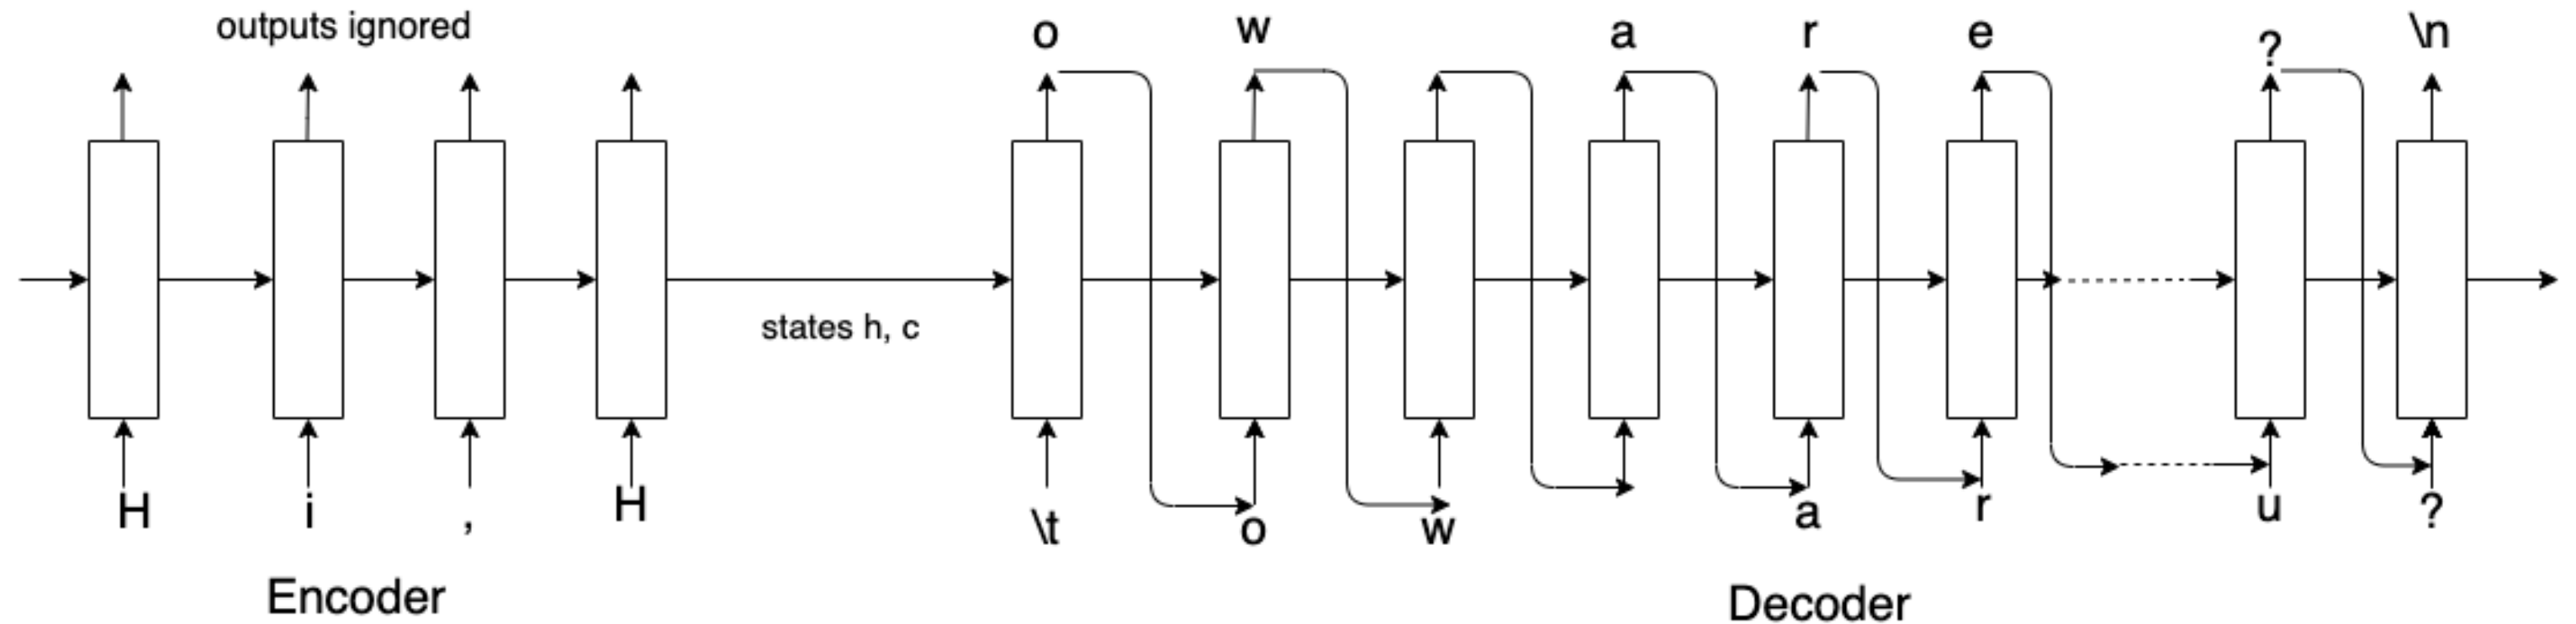 outputs ignored
o w a r e ? \n
states h, c
H i , H
\t o w a r u ?
Encoder
Decoder